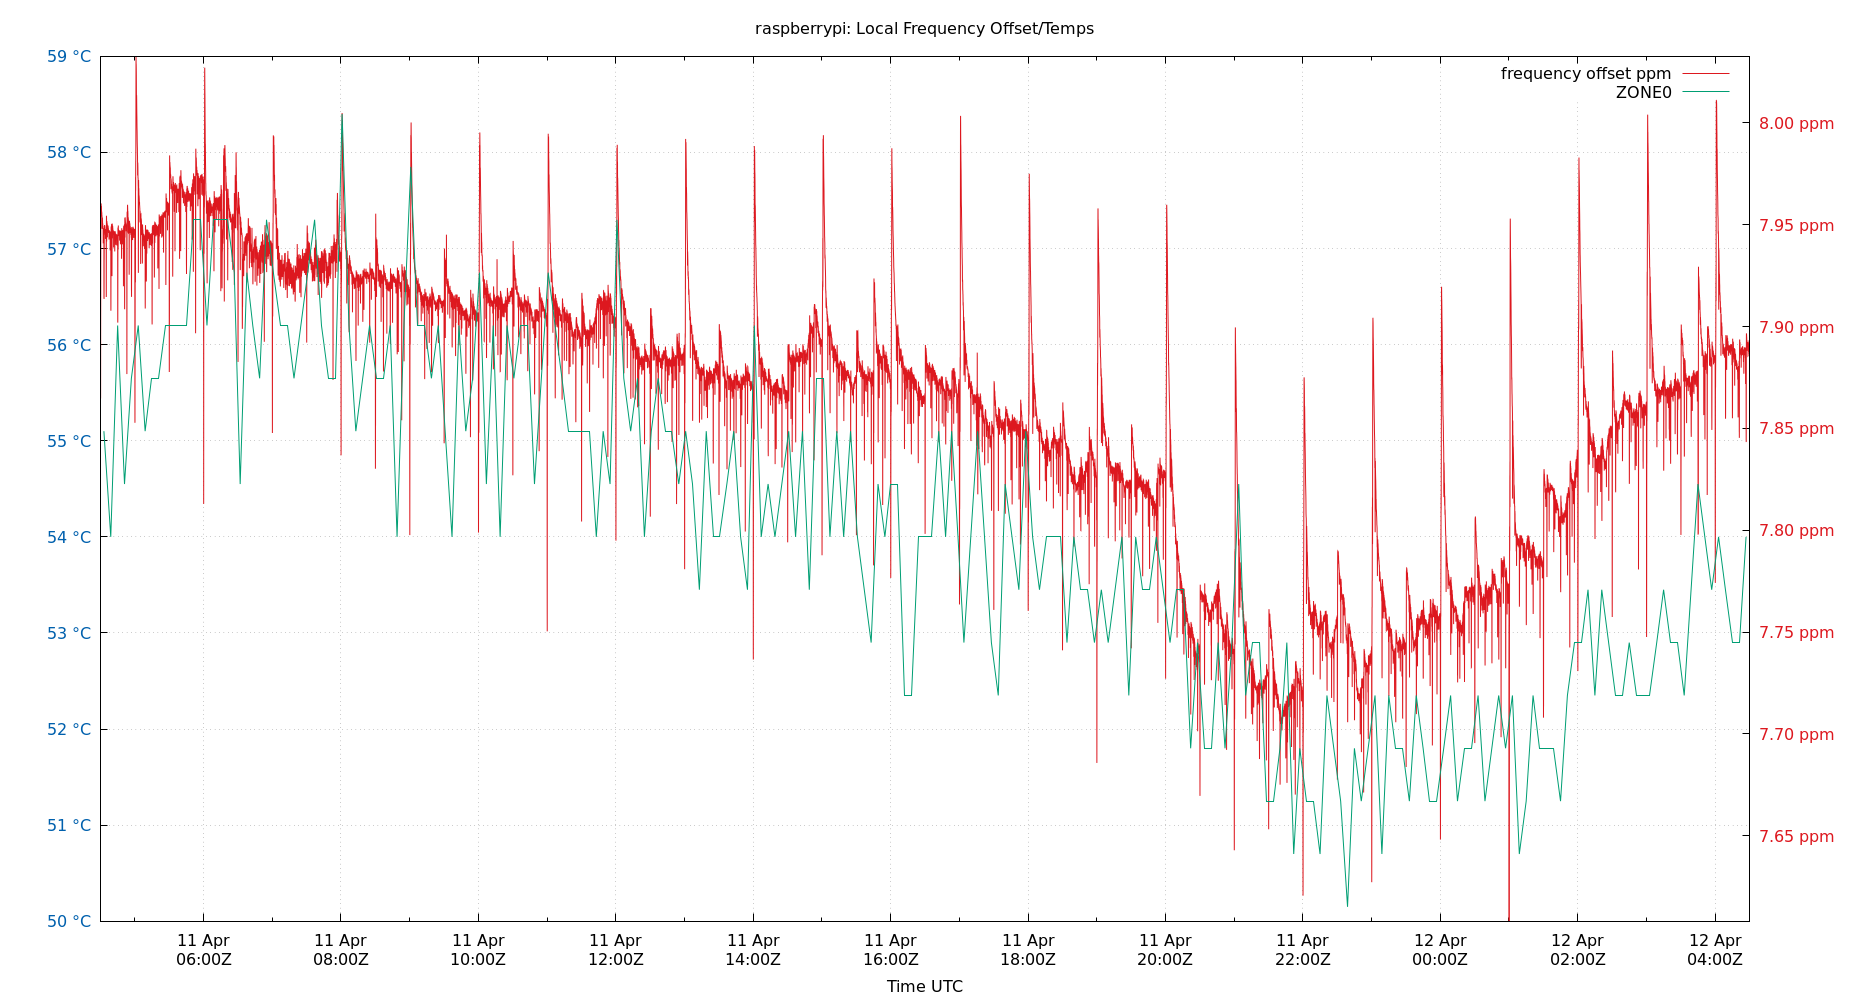 raspberrypi: Local Frequency Offset/Temps
frequency offset ppm
ZONE0
59 °C
58 °C
57 °C
56 °C
55 °C
54 °C
53 °C
52 °C
51 °C
50 °C
8.00 ppm
7.95 ppm
7.90 ppm
7.85 ppm
7.80 ppm
7.75 ppm
7.70 ppm
7.65 ppm
11 Apr
06:00Z
11 Apr
08:00Z
11 Apr
10:00Z
11 Apr
12:00Z
11 Apr
14:00Z
11 Apr
16:00Z
11 Apr
18:00Z
11 Apr
20:00Z
11 Apr
22:00Z
12 Apr
00:00Z
12 Apr
02:00Z
12 Apr
04:00Z
Time UTC